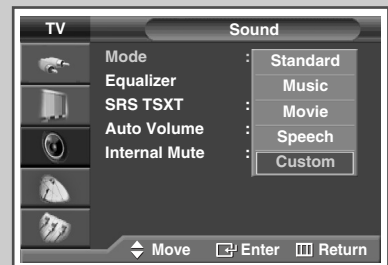 TV
Sound
Mode :
Equalizer
SRS TSXT :
Auto Volume :
Internal Mute :
Standard
Music
Movie
Speech
Custom
Move Enter Return